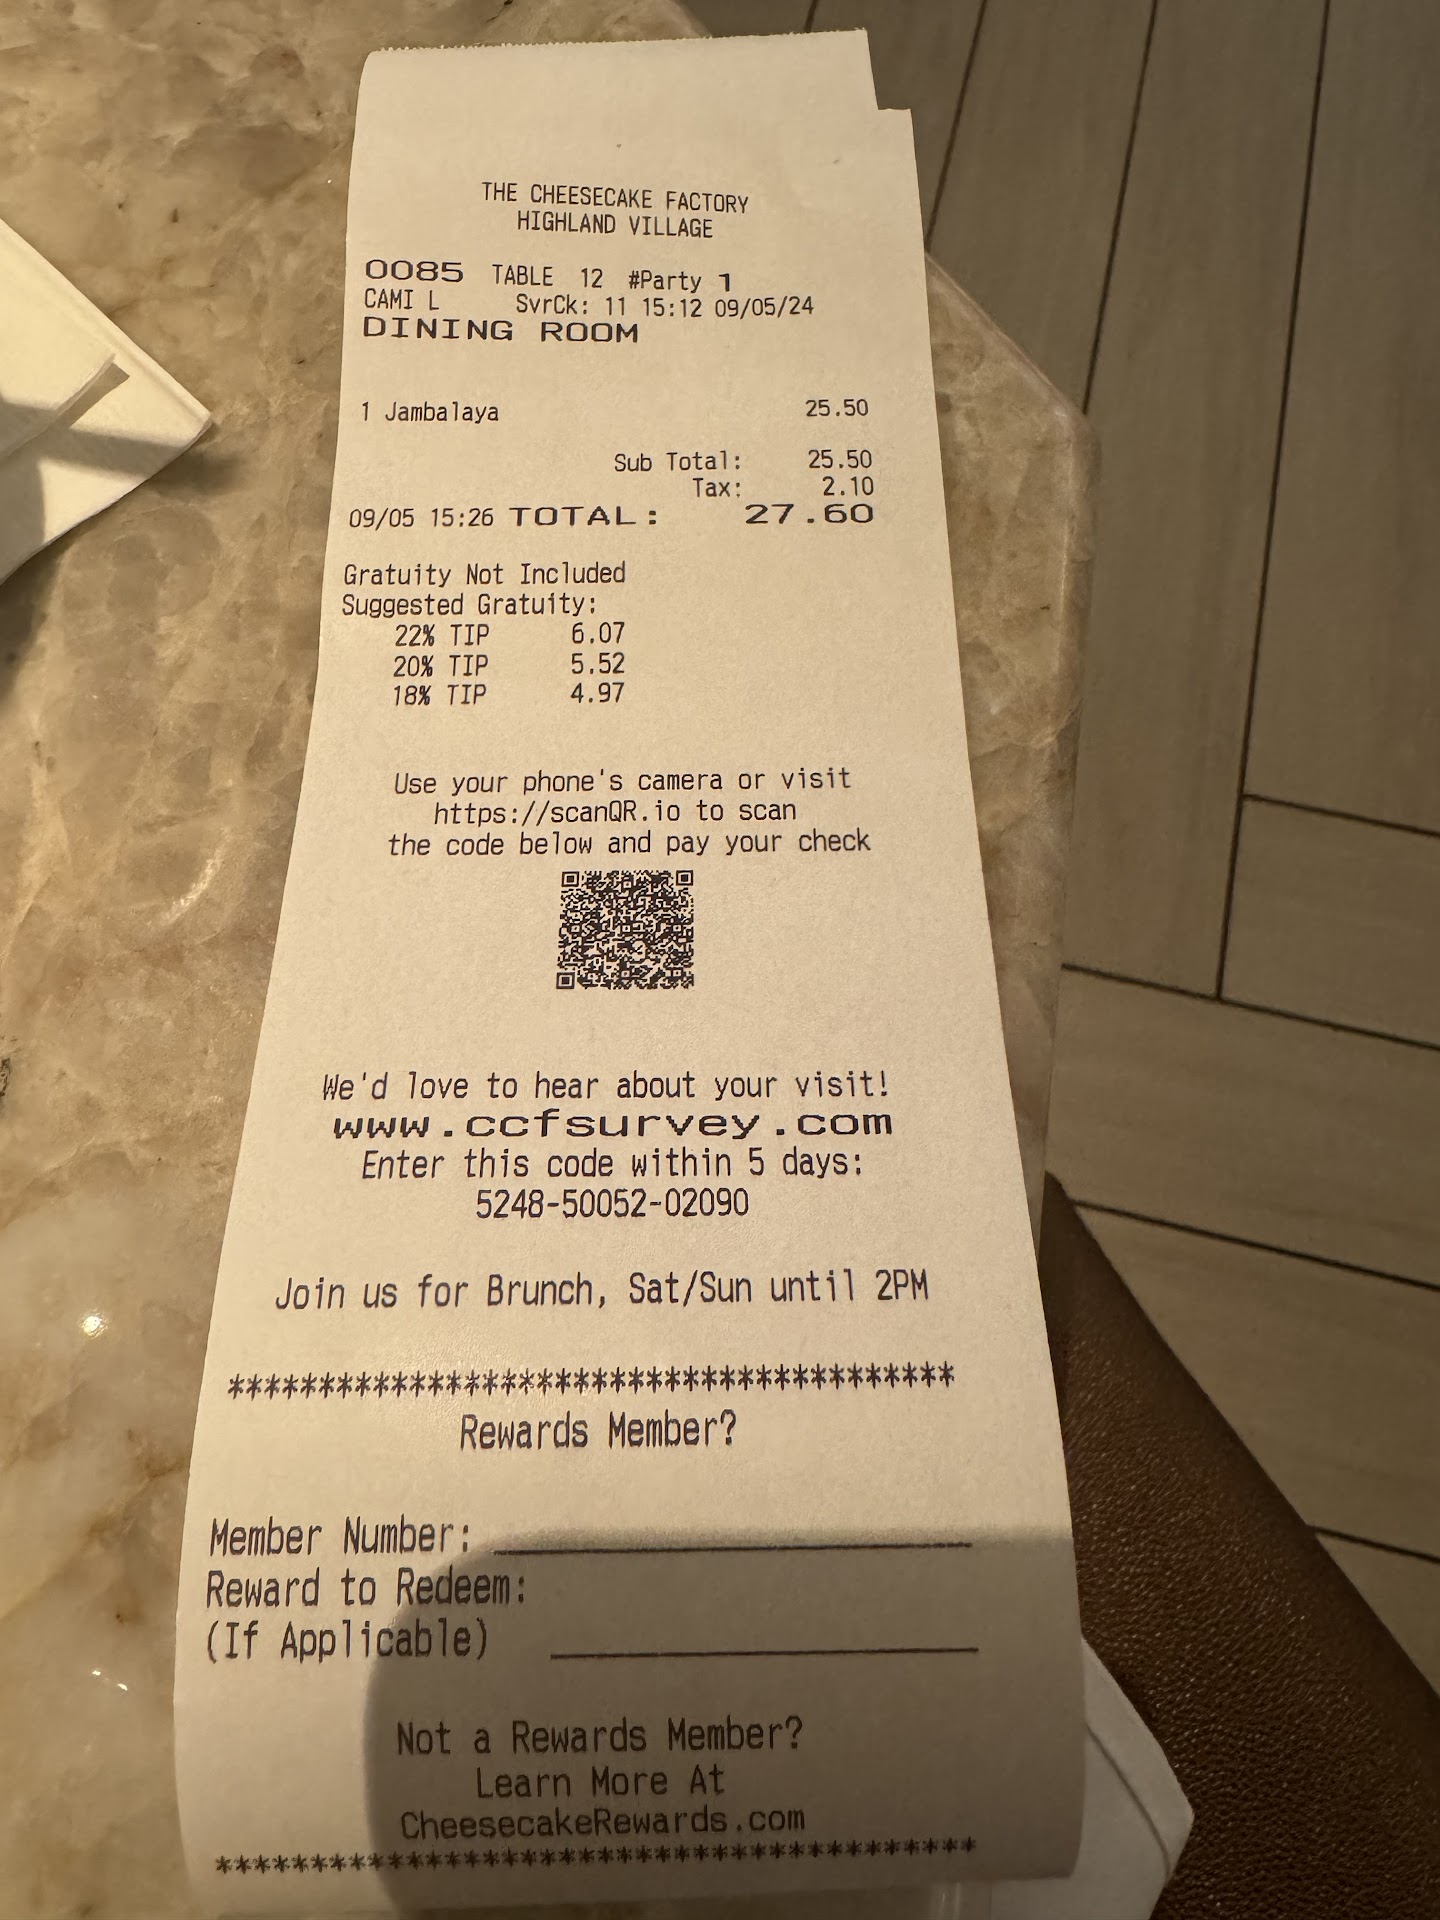 THE CHEESECAKE FACTORY
HIGHLAND VILLAGE
0085 TABLE 12 #Party 1
CAMI L SvrCk: 11 15:12 09/05/24
DINING ROOM
1 Jambalaya 25.50
Sub Total: 25.50
Tax: 2.10
09/05 15:26 TOTAL: 27.60
Gratuity Not Included
Suggested Gratuity:
22% TIP 6.07
20% TIP 5.52
18% TIP 4.97
Use your phone's camera or visit
https://scanQR.io to scan
the code below and pay your check
We'd love to hear about your visit!
www.ccfsurvey.com
Enter this code within 5 days:
5248-50052-02090
Join us for Brunch, Sat/Sun until 2PM
****************************************
Rewards Member?
Member Number: ____________________
Reward to Redeem:
(If Applicable) ____________________
Not a Rewards Member?
Learn More At
CheesecakeRewards.com
****************************************